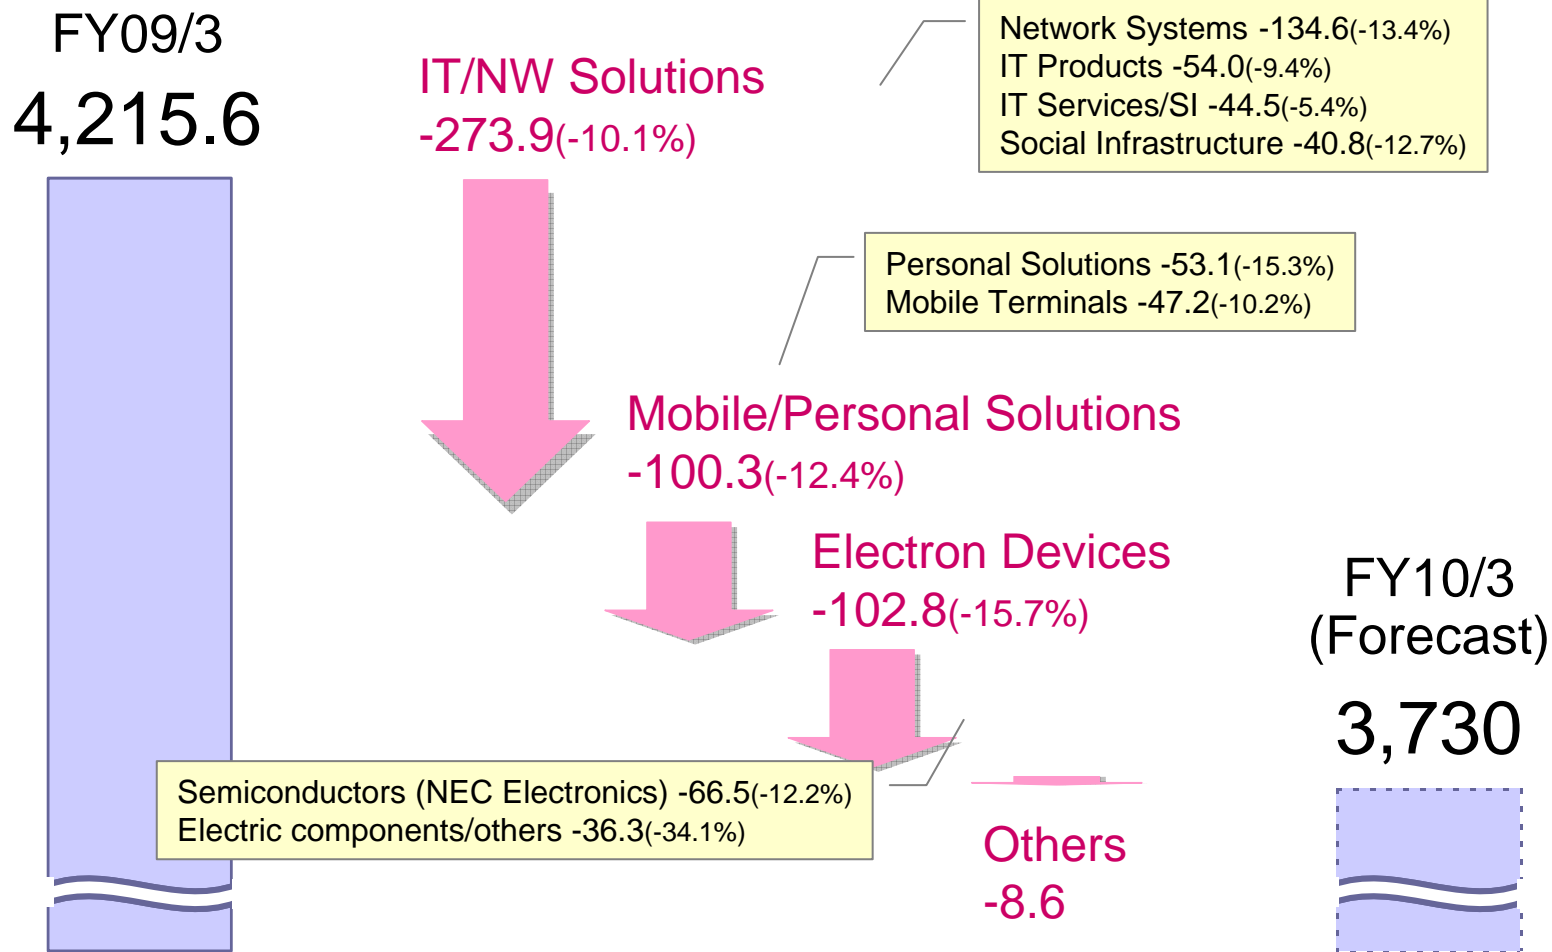 FY09/3
4,215.6
IT/NW Solutions
-273.9(-10.1%)
Network Systems -134.6(-13.4%)
IT Products -54.0(-9.4%)
IT Services/SI -44.5(-5.4%)
Social Infrastructure -40.8(-12.7%)
Personal Solutions -53.1(-15.3%)
Mobile Terminals -47.2(-10.2%)
Mobile/Personal Solutions
-100.3(-12.4%)
Electron Devices
-102.8(-15.7%)
Semiconductors (NEC Electronics) -66.5(-12.2%)
Electric components/others -36.3(-34.1%)
Others
-8.6
FY10/3
(Forecast)
3,730